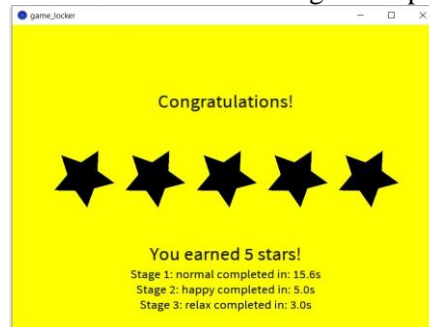 game_locker
Congratulations!
You earned 5 stars!
Stage 1: normal completed in: 15.6s
Stage 2: happy completed in: 5.0s
Stage 3: relax completed in: 3.0s